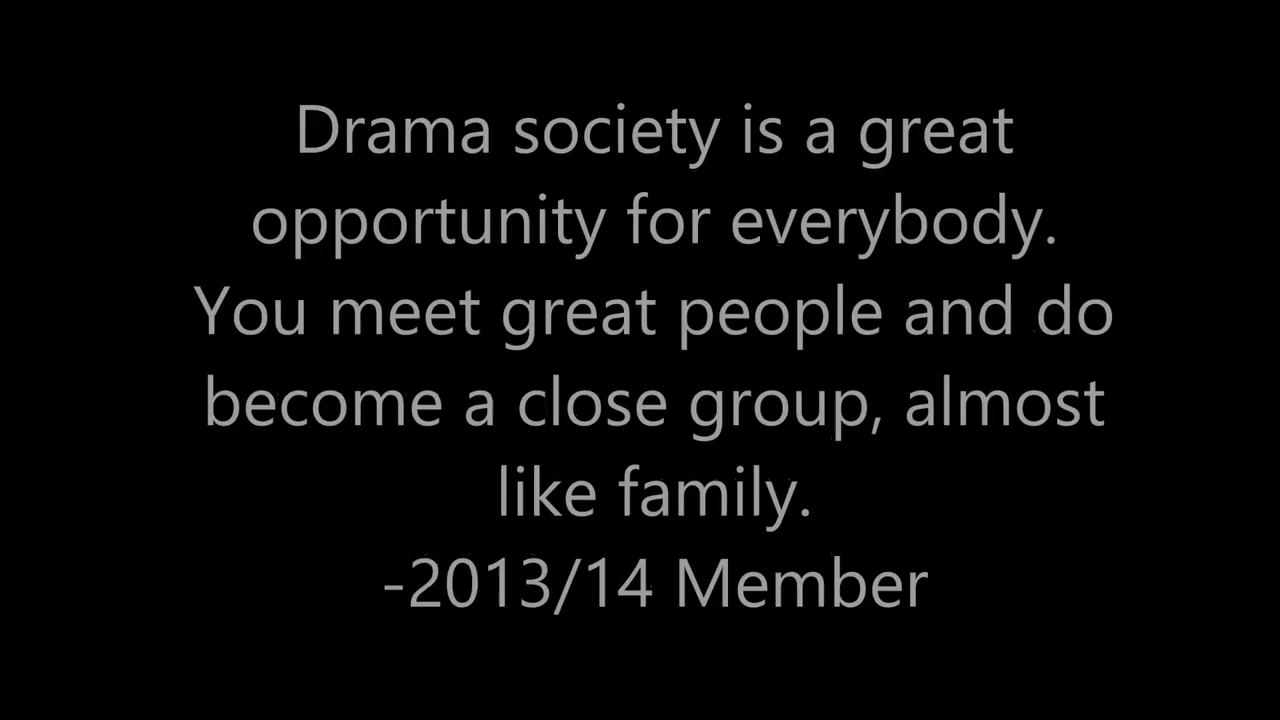 Drama society is a great
opportunity for everybody.
You meet great people and do
become a close group, almost
like family.
-2013/14 Member